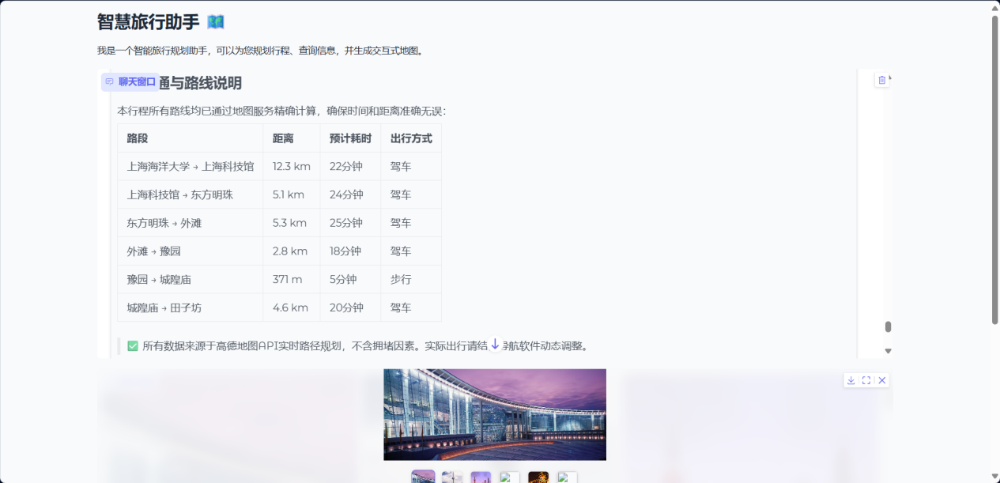 智慧旅行助手
我是一个智能旅行规划助手，可以为您规划行程、查询信息，并生成交互式地图。
聊天窗口
通与路线说明
本行程所有路线均已通过地图服务精确计算，确保时间和距离准确无误：
路段 距离 预计耗时 出行方式
上海海洋大学 → 上海科技馆 12.3 km 22分钟 驾车
上海科技馆 → 东方明珠 5.1 km 24分钟 驾车
东方明珠 → 外滩 5.3 km 25分钟 驾车
外滩 → 豫园 2.8 km 18分钟 驾车
豫园 → 城隍庙 371 m 5分钟 步行
城隍庙 → 田子坊 4.6 km 20分钟 驾车
所有数据来源于高德地图API实时路径规划，不含拥堵因素。实际出行请结 航软件动态调整。